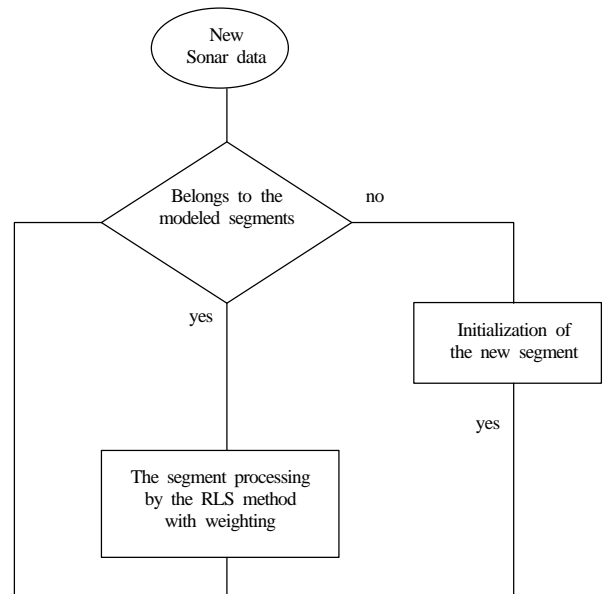 New
Sonar data
Belongs to the
modeled segments
no
yes
Initialization of
the new segment
yes
The segment processing
by the RLS method
with weighting